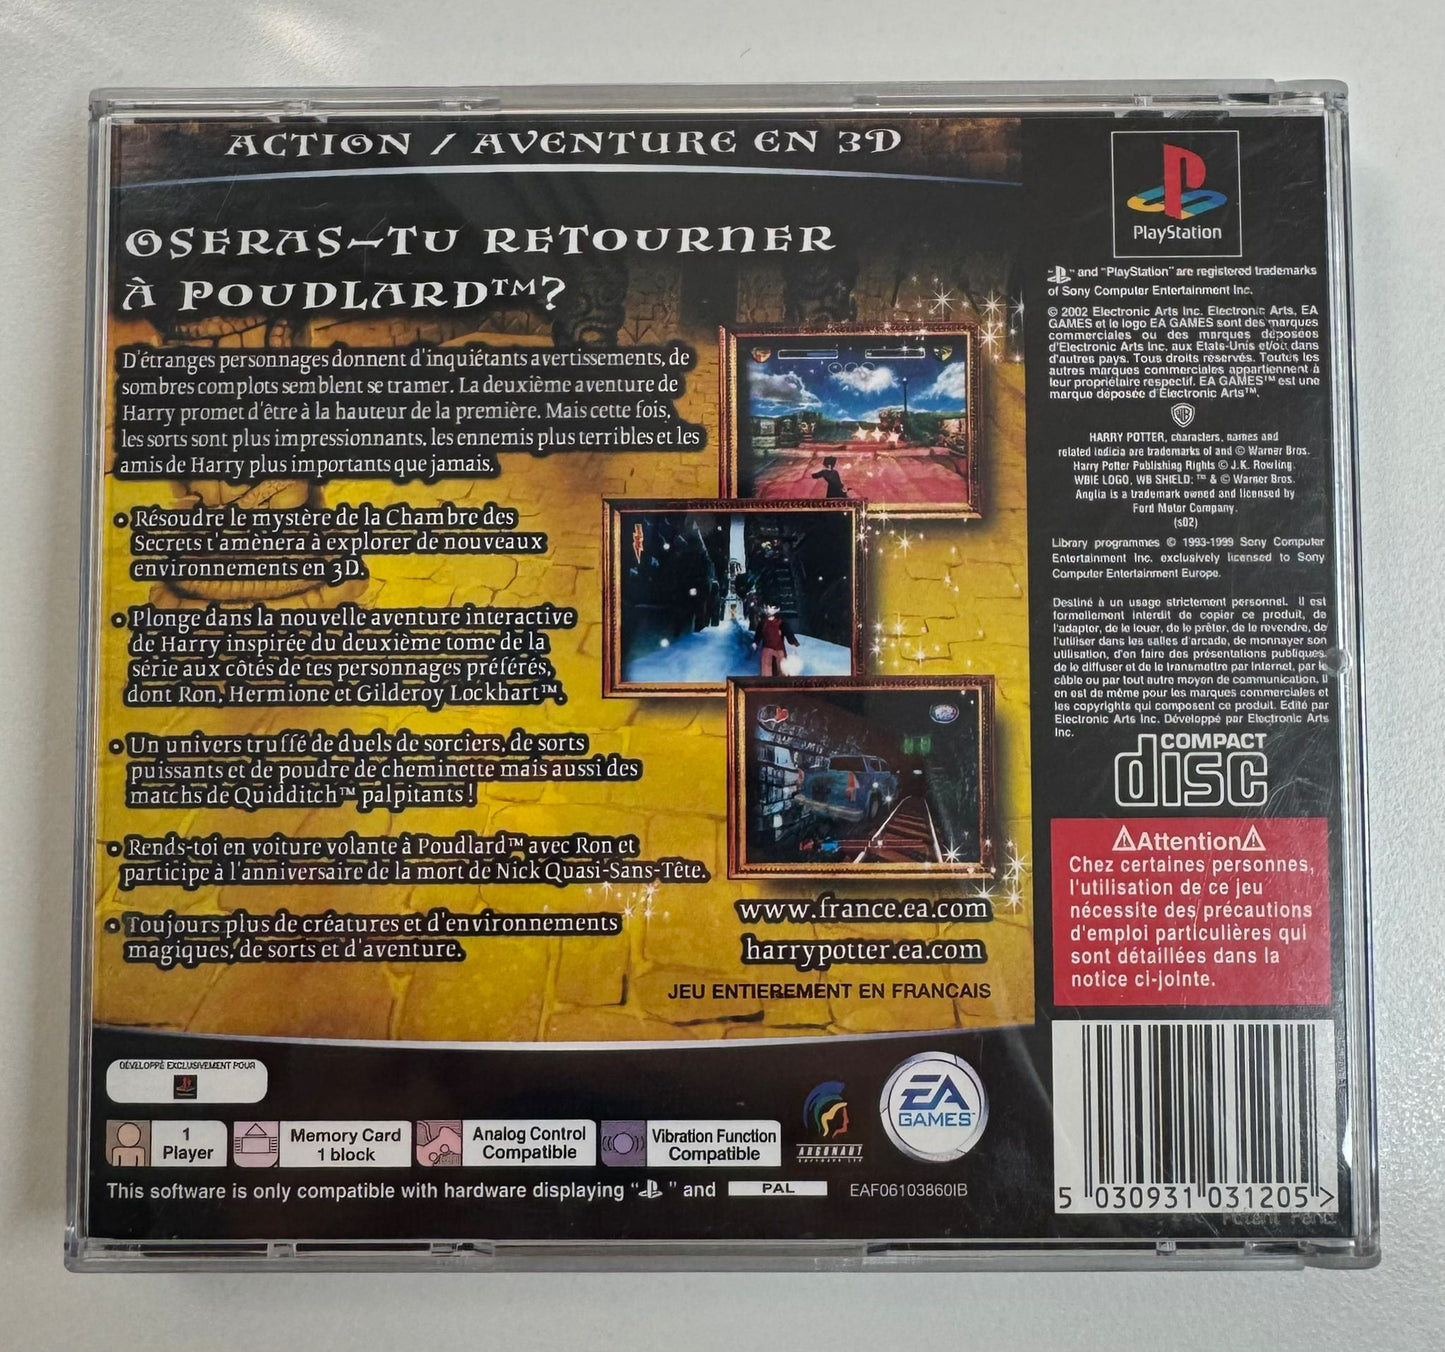 ACTION / AVENTURE EN 3D
OSERAS-TU RETOURNER
À POUDLARD™?
D'étranges personnages donnent d'inquiétants avertissements, de
sombres complots semblent se tramer. La deuxième aventure de
Harry promet d'être à la hauteur de la première. Mais cette fois,
les sorts sont plus impressionnants, les ennemis plus terribles et les
amis de Harry plus importants que jamais.
• Résoudre le mystère de la Chambre des
Secrets t'amènera à explorer de nouveaux
environnements en 3D.
• Plonge dans la nouvelle aventure interactive
de Harry inspirée du deuxième tome de la
série aux côtés de tes personnages préférés,
dont Ron, Hermione et Gilderoy Lockhart™.
• Un univers truffé de duels de sorciers, de sorts
puissants et de poudre de cheminette mais aussi des
matchs de Quidditch™ palpitants !
• Rends-toi en voiture volante à Poudlard™ avec Ron et
participe à l'anniversaire de la mort de Nick Quasi-Sans-Tête.
• Toujours plus de créatures et d'environnements
magiques, de sorts et d'aventure.
www.france.ea.com
harrypotter.ea.com
JEU ENTIEREMENT EN FRANCAIS
PlayStation
" " and "PlayStation" are registered trademarks
of Sony Computer Entertainment Inc.
© 2002 Electronic Arts Inc. Electronic Arts, EA
GAMES et le logo EA GAMES sont des marques
commerciales ou des marques déposées
d'Electronic Arts Inc. aux Etats-Unis et/ou dans
d'autres pays. Tous droits réservés. Toutes les
autres marques commerciales appartiennent à
leur propriétaire respectif. EA GAMES™ est une
marque déposée d'Electronic Arts™.
WB
HARRY POTTER, characters, names and
related indicia are trademarks of and © Warner Bros.
Harry Potter Publishing Rights © J.K. Rowling.
WBIE LOGO, WB SHIELD: ™ & © Warner Bros.
Anglia is a trademark owned and licensed by
Ford Motor Company.
(s02)
Library programmes © 1993-1999 Sony Computer
Entertainment Inc. exclusively licensed to Sony
Computer Entertainment Europe.
Destiné à un usage strictement personnel. Il est
formellement interdit de copier ce produit, de
l'adapter, de le louer, de le prêter, de le revendre, de
l'utiliser dans les salles d'arcade, de monnayer son
utilisation, d'en faire des présentations publiques,
de le diffuser et de le transmettre par Internet, par le
câble ou par tout autre moyen de communication. Il
en est de même pour les marques commerciales et
les copyrights qui composent ce produit. Edité par
Electronic Arts Inc. Développé par Electronic Arts
Inc.
COMPACT
disc
Attention
Chez certaines personnes,
l'utilisation de ce jeu
nécessite des précautions
d'emploi particulières qui
sont détaillées dans la
notice ci-jointe.
DÉVELOPPÉ EXCLUSIVEMENT POUR
1
Player
Memory Card
1 block
Analog Control
Compatible
Vibration Function
Compatible
ARGONAUT
SOFTWARE LTD
EA
GAMES™
This software is only compatible with hardware displaying " " and PAL
EAF06103860IB
5 030931 031205 >